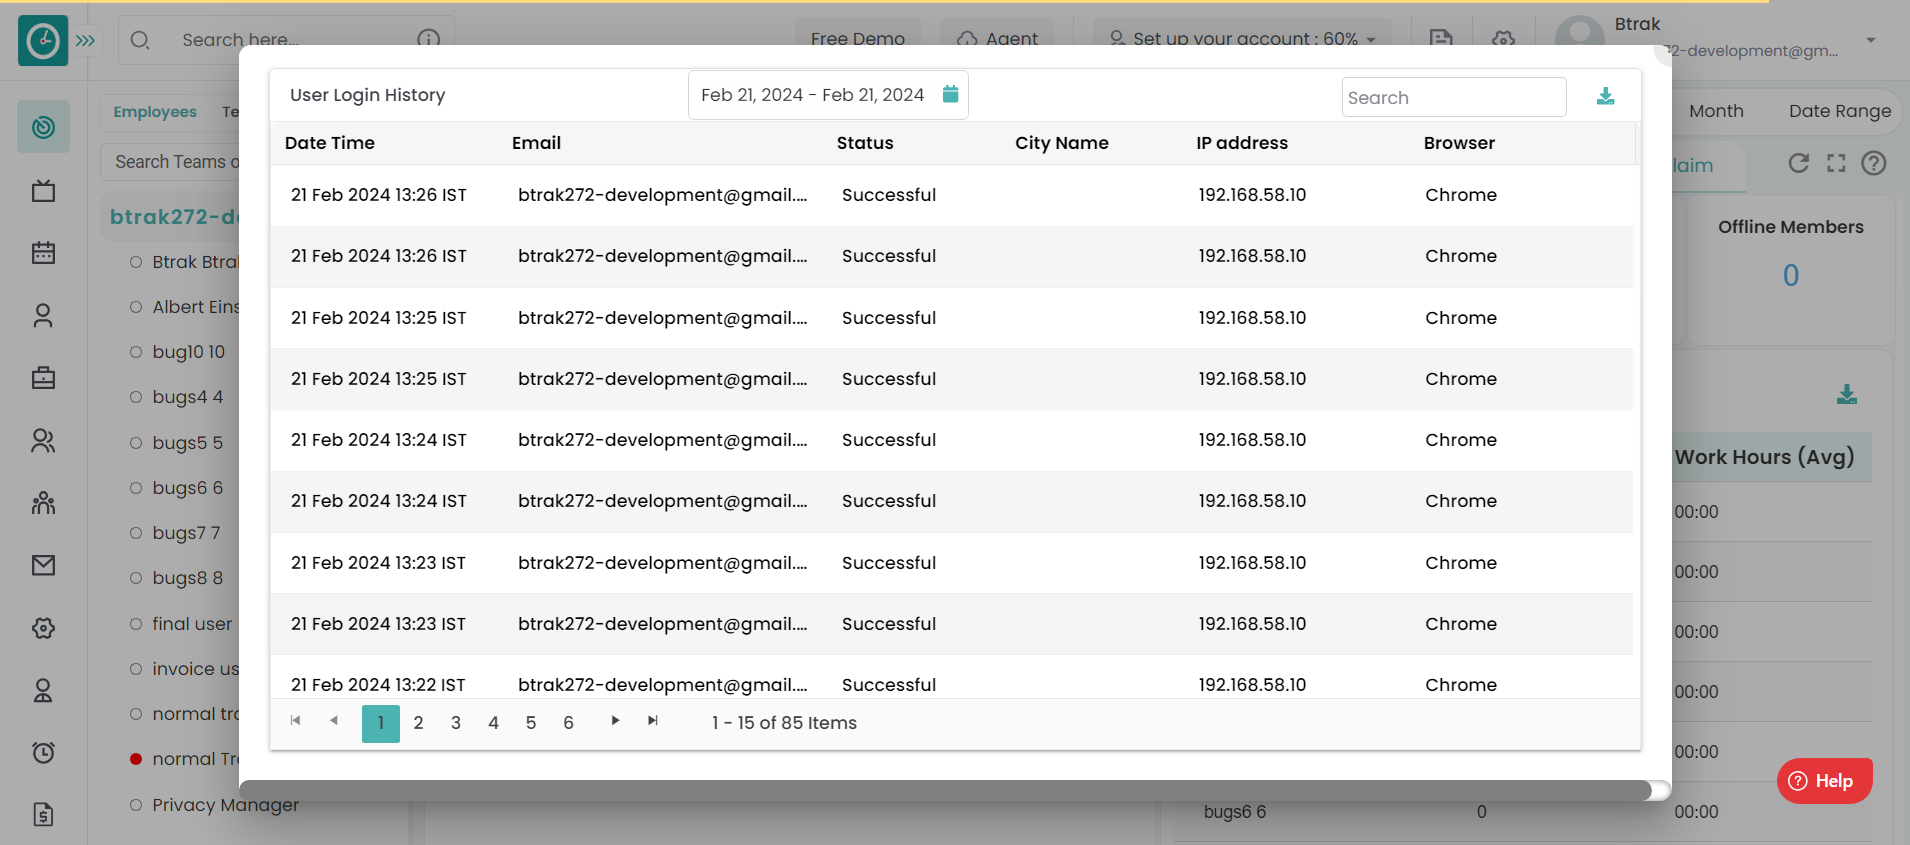 Search here...
Free Demo
Agent
Set up your account : 60%
Btrak
72-development@gm...
Employees
Te
Month
Date Range
Search Teams o
laim
btrak272-de
Btrak Btrak
Albert Eins
bug10 10
bugs4 4
bugs5 5
bugs6 6
bugs7 7
bugs8 8
final user
invoice us
normal tra
normal Tra
Privacy Manager
User Login History
Feb 21, 2024 - Feb 21, 2024
Search
Date Time Email Status City Name IP address Browser
21 Feb 2024 13:26 IST btrak272-development@gmail.... Successful 192.168.58.10 Chrome
21 Feb 2024 13:26 IST btrak272-development@gmail.... Successful 192.168.58.10 Chrome
21 Feb 2024 13:25 IST btrak272-development@gmail.... Successful 192.168.58.10 Chrome
21 Feb 2024 13:25 IST btrak272-development@gmail.... Successful 192.168.58.10 Chrome
21 Feb 2024 13:24 IST btrak272-development@gmail.... Successful 192.168.58.10 Chrome
21 Feb 2024 13:24 IST btrak272-development@gmail.... Successful 192.168.58.10 Chrome
21 Feb 2024 13:23 IST btrak272-development@gmail.... Successful 192.168.58.10 Chrome
21 Feb 2024 13:23 IST btrak272-development@gmail.... Successful 192.168.58.10 Chrome
21 Feb 2024 13:22 IST btrak272-development@gmail.... Successful 192.168.58.10 Chrome
1 2 3 4 5 6 1 - 15 of 85 Items
Offline Members
0
Work Hours (Avg)
00:00
00:00
00:00
00:00
00:00
bugs6 6 0 00:00
Help